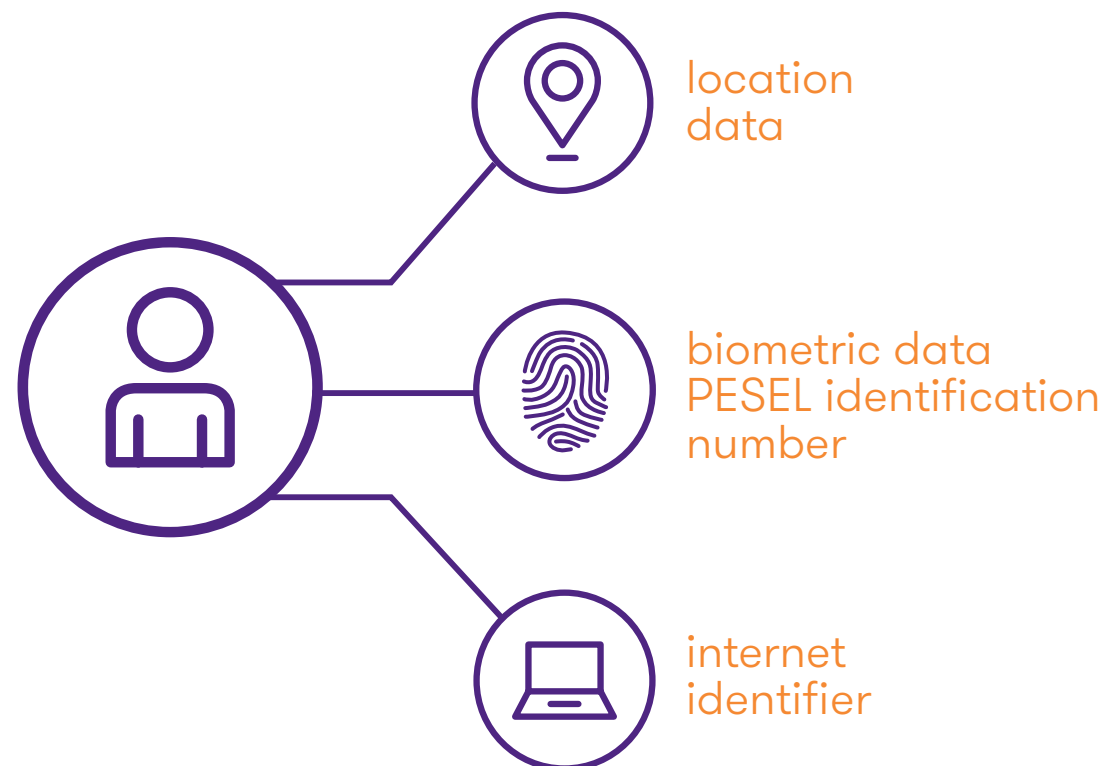 location
data
biometric data
PESEL identification
number
internet
identifier